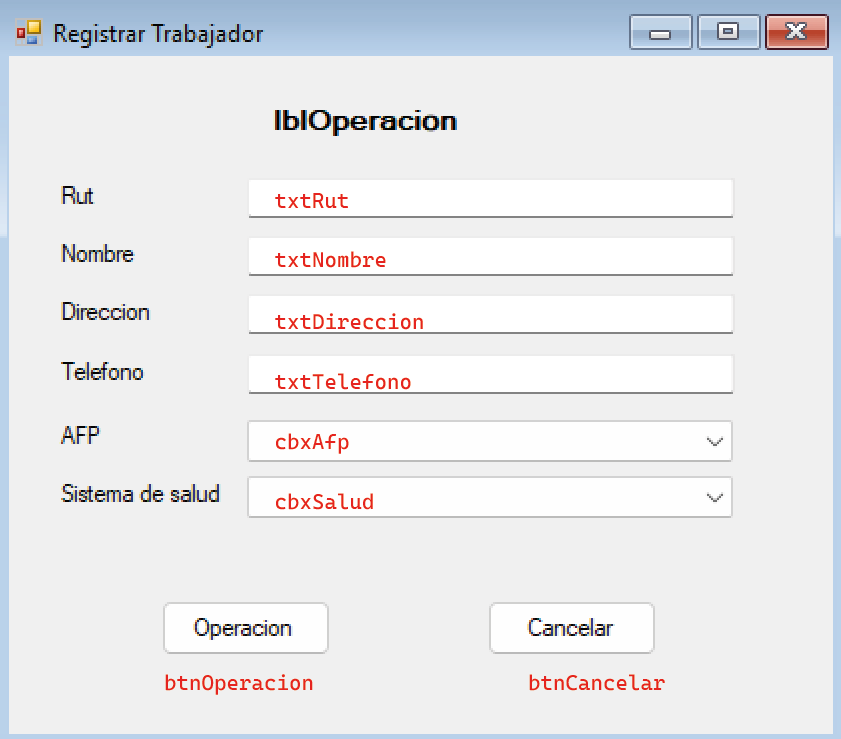 Registrar Trabajador
lblOperacion
Rut txtRut
Nombre txtNombre
Direccion txtDireccion
Telefono txtTelefono
AFP cbxAfp
Sistema de salud cbxSalud
Operacion Cancelar
btnOperacion btnCancelar